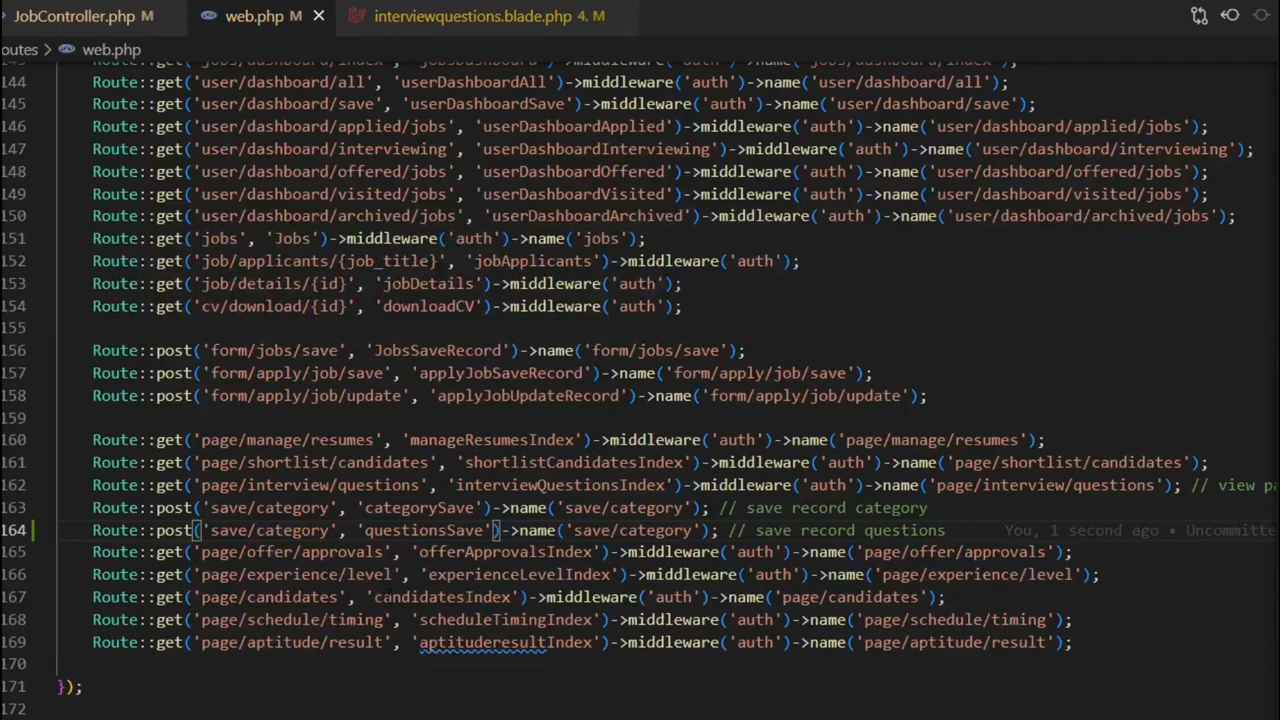 JobController.php M web.php M × interviewquestions.blade.php 4, M
outes > web.php
144 Route::get('user/dashboard/all', 'userDashboardAll')->middleware('auth')->name('user/dashboard/all');
145 Route::get('user/dashboard/save', 'userDashboardSave')->middleware('auth')->name('user/dashboard/save');
146 Route::get('user/dashboard/applied/jobs', 'userDashboardApplied')->middleware('auth')->name('user/dashboard/applied/jobs');
147 Route::get('user/dashboard/interviewing', 'userDashboardInterviewing')->middleware('auth')->name('user/dashboard/interviewing');
148 Route::get('user/dashboard/offered/jobs', 'userDashboardOffered')->middleware('auth')->name('user/dashboard/offered/jobs');
149 Route::get('user/dashboard/visited/jobs', 'userDashboardVisited')->middleware('auth')->name('user/dashboard/visited/jobs');
150 Route::get('user/dashboard/archived/jobs', 'userDashboardArchived')->middleware('auth')->name('user/dashboard/archived/jobs');
151 Route::get('jobs', 'Jobs')->middleware('auth')->name('jobs');
152 Route::get('job/applicants/{job_title}', 'jobApplicants')->middleware('auth');
153 Route::get('job/details/{id}', 'jobDetails')->middleware('auth');
154 Route::get('cv/download/{id}', 'downloadCV')->middleware('auth');
155
156 Route::post('form/jobs/save', 'JobsSaveRecord')->name('form/jobs/save');
157 Route::post('form/apply/job/save', 'applyJobSaveRecord')->name('form/apply/job/save');
158 Route::post('form/apply/job/update', 'applyJobUpdateRecord')->name('form/apply/job/update');
159
160 Route::get('page/manage/resumes', 'manageResumesIndex')->middleware('auth')->name('page/manage/resumes');
161 Route::get('page/shortlist/candidates', 'shortlistCandidatesIndex')->middleware('auth')->name('page/shortlist/candidates');
162 Route::get('page/interview/questions', 'interviewQuestionsIndex')->middleware('auth')->name('page/interview/questions'); // view pa
163 Route::post('save/category', 'categorySave')->name('save/category'); // save record category
164 Route::post('save/category', 'questionsSave')->name('save/category'); // save record questions You, 1 second ago • Uncommitte
165 Route::get('page/offer/approvals', 'offerApprovalsIndex')->middleware('auth')->name('page/offer/approvals');
166 Route::get('page/experience/level', 'experienceLevelIndex')->middleware('auth')->name('page/experience/level');
167 Route::get('page/candidates', 'candidatesIndex')->middleware('auth')->name('page/candidates');
168 Route::get('page/schedule/timing', 'scheduleTimingIndex')->middleware('auth')->name('page/schedule/timing');
169 Route::get('page/aptitude/result', 'aptituderesultIndex')->middleware('auth')->name('page/aptitude/result');
170
171 });
172